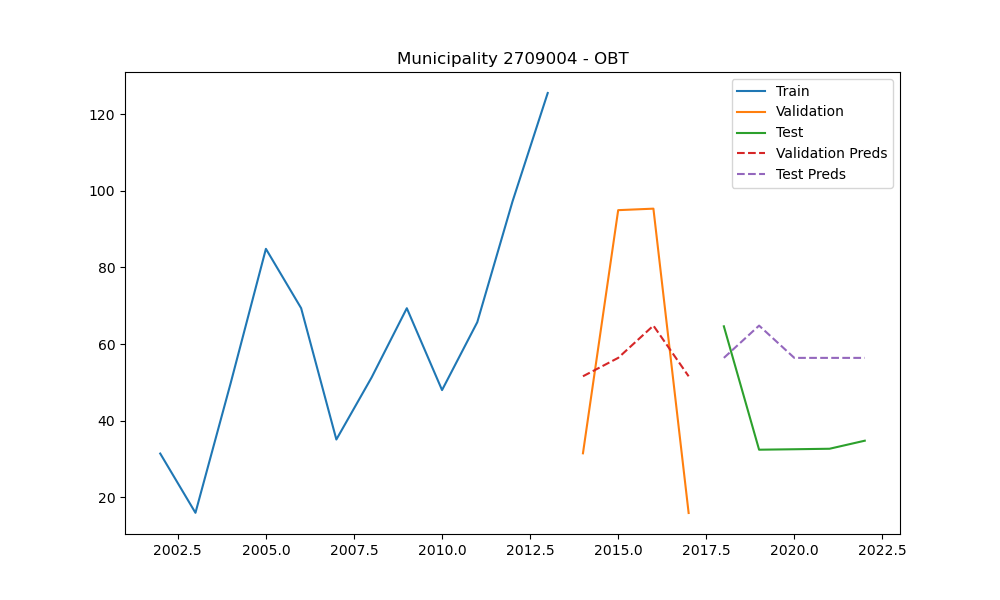 Municipality 2709004 - OBT
Train
Validation
Test
Validation Preds
Test Preds
120
100
80
60
40
20
2002.5 2005.0 2007.5 2010.0 2012.5 2015.0 2017.5 2020.0 2022.5